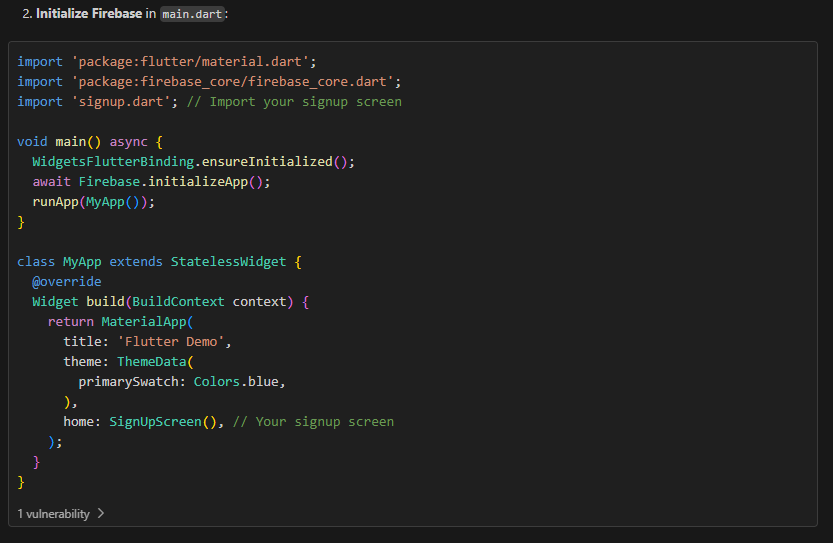 2. Initialize Firebase in main.dart:
import 'package:flutter/material.dart';
import 'package:firebase_core/firebase_core.dart';
import 'signup.dart'; // Import your signup screen

void main() async {
  WidgetsFlutterBinding.ensureInitialized();
  await Firebase.initializeApp();
  runApp(MyApp());
}

class MyApp extends StatelessWidget {
  @override
  Widget build(BuildContext context) {
    return MaterialApp(
      title: 'Flutter Demo',
      theme: ThemeData(
        primarySwatch: Colors.blue,
      ),
      home: SignUpScreen(), // Your signup screen
    );
  }
}
1 vulnerability >